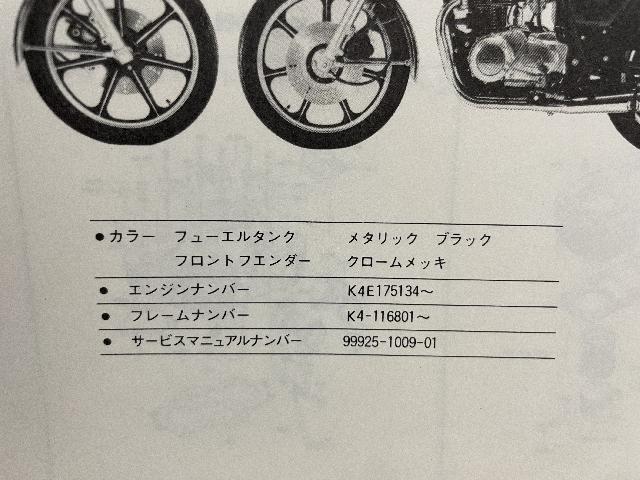 ●カラー　フューエルタンク　メタリック　ブラック
フロントフエンダー　クロームメッキ
●　エンジンナンバー　K4E175134～
●　フレームナンバー　K4-116801～
●　サービスマニュアルナンバー　99925-1009-01